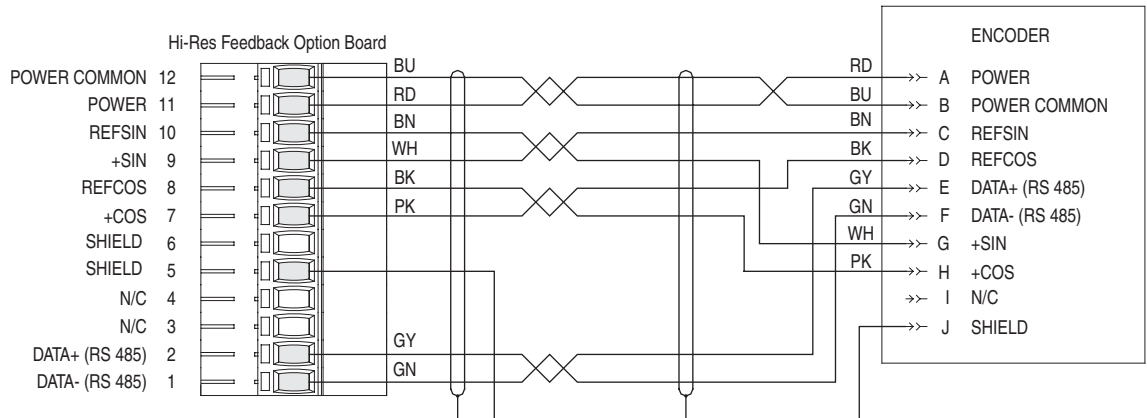 Hi-Res Feedback Option Board
POWER COMMON 12
POWER 11
REFSIN 10
+SIN 9
REFCOS 8
+COS 7
SHIELD 6
SHIELD 5
N/C 4
N/C 3
DATA+ (RS 485) 2
DATA- (RS 485) 1
BU
RD
BN
WH
BK
PK
GY
GN
RD
BU
BN
BK
GY
GN
WH
PK
ENCODER
A POWER
B POWER COMMON
C REFSIN
D REFCOS
E DATA+ (RS 485)
F DATA- (RS 485)
G +SIN
H +COS
I N/C
J SHIELD